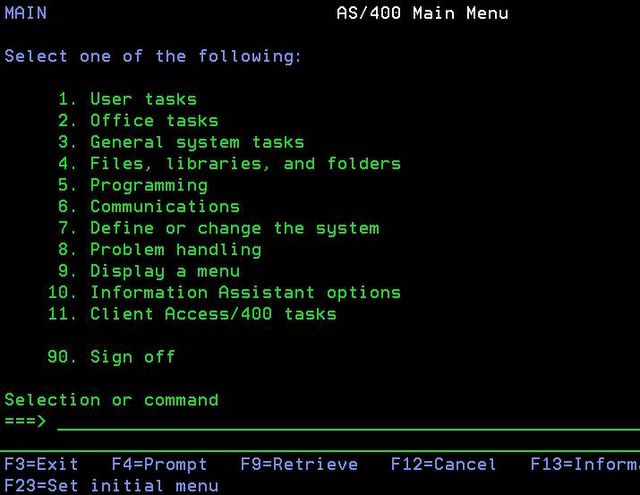 MAIN AS/400 Main Menu
Select one of the following:
1. User tasks
2. Office tasks
3. General system tasks
4. Files, libraries, and folders
5. Programming
6. Communications
7. Define or change the system
8. Problem handling
9. Display a menu
10. Information Assistant options
11. Client Access/400 tasks
90. Sign off
Selection or command
===>
F3=Exit F4=Prompt F9=Retrieve F12=Cancel F13=Informa
F23=Set initial menu